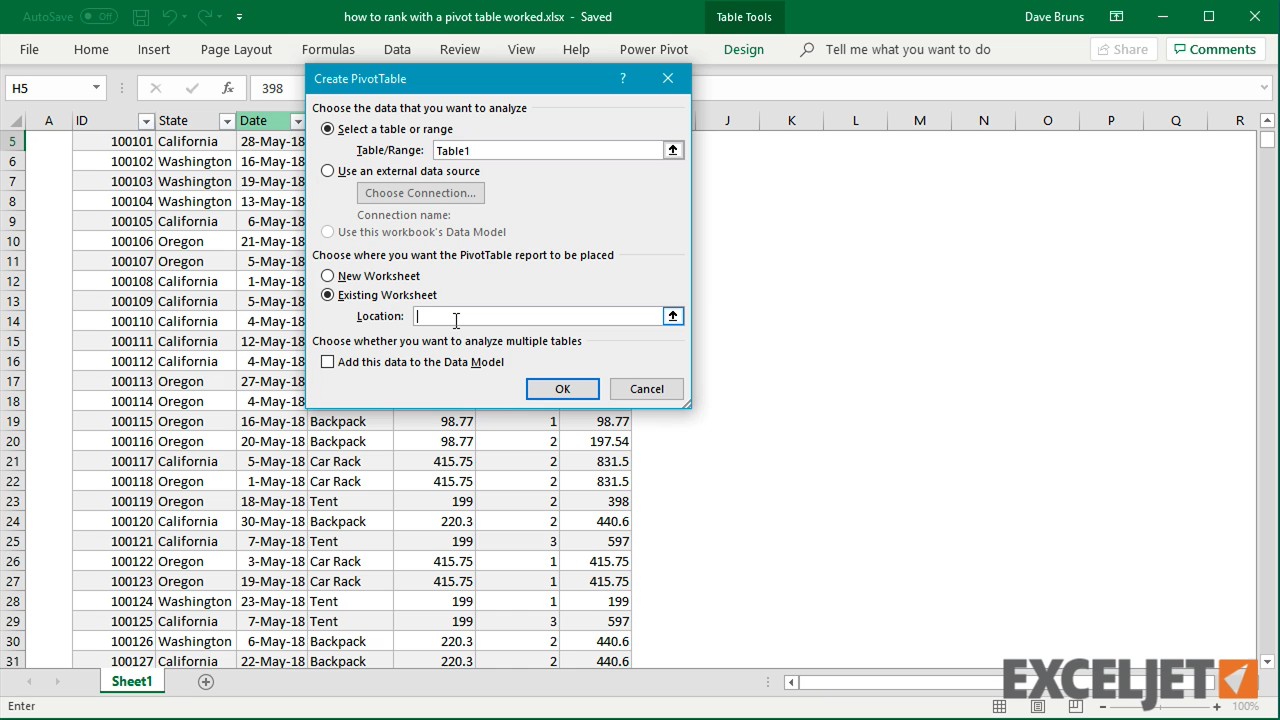 AutoSave Off how to rank with a pivot table worked.xlsx - Saved Table Tools Dave Bruns
File Home Insert Page Layout Formulas Data Review View Help Power Pivot Design Tell me what you want to do Share Comments
H5 fx 398
Create PivotTable ? ×
Choose the data that you want to analyze
Select a table or range
Table/Range: Table1
Use an external data source
Choose Connection...
Connection name:
Use this workbook's Data Model
Choose where you want the PivotTable report to be placed
New Worksheet
Existing Worksheet
Location:
Choose whether you want to analyze multiple tables
Add this data to the Data Model
OK Cancel
A ID State Date J K L M N O P Q R
5 100101 California 28-May-18
6 100102 Washington 16-May-18
7 100103 Washington 19-May-18
8 100104 Washington 13-May-18
9 100105 California 6-May-18
10 100106 Oregon 21-May-18
11 100107 Oregon 5-May-18
12 100108 California 1-May-18
13 100109 California 5-May-18
14 100110 California 4-May-18
15 100111 California 12-May-18
16 100112 California 4-May-18
17 100113 Oregon 27-May-18
18 100114 Oregon 4-May-18
19 100115 Oregon 16-May-18 Backpack 98.77 1 98.77
20 100116 Oregon 20-May-18 Backpack 98.77 2 197.54
21 100117 California 5-May-18 Car Rack 415.75 2 831.5
22 100118 Oregon 1-May-18 Car Rack 415.75 2 831.5
23 100119 Oregon 18-May-18 Tent 199 2 398
24 100120 California 30-May-18 Backpack 220.3 2 440.6
25 100121 California 7-May-18 Tent 199 3 597
26 100122 Oregon 3-May-18 Car Rack 415.75 1 415.75
27 100123 Oregon 19-May-18 Car Rack 415.75 1 415.75
28 100124 Washington 23-May-18 Tent 199 1 199
29 100125 California 7-May-18 Tent 199 3 597
30 100126 Washington 6-May-18 Backpack 220.3 2 440.6
31 100127 California 22-May-18 Backpack 220.3 2 440.6
Sheet1
EXCELJET
Enter 100%